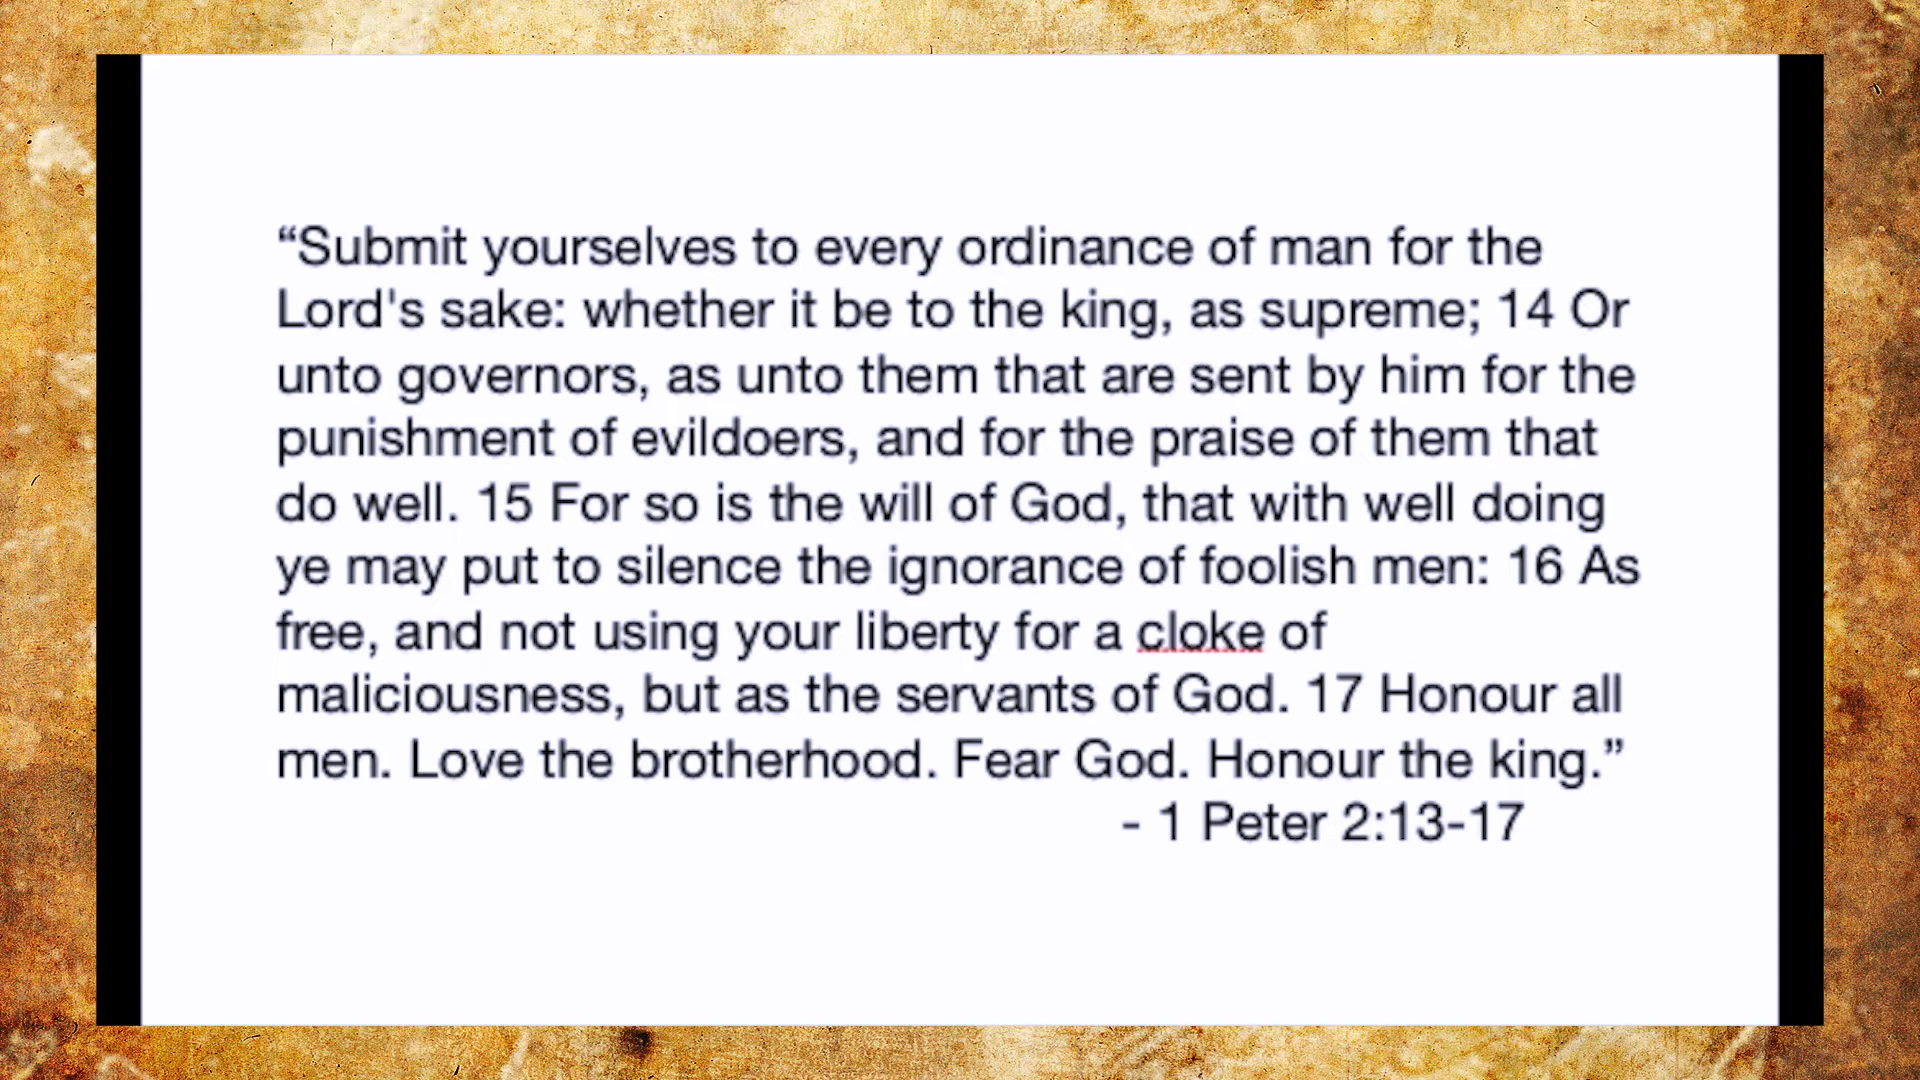 “Submit yourselves to every ordinance of man for the
Lord's sake: whether it be to the king, as supreme; 14 Or
unto governors, as unto them that are sent by him for the
punishment of evildoers, and for the praise of them that
do well. 15 For so is the will of God, that with well doing
ye may put to silence the ignorance of foolish men: 16 As
free, and not using your liberty for a cloke of
maliciousness, but as the servants of God. 17 Honour all
men. Love the brotherhood. Fear God. Honour the king.”
- 1 Peter 2:13-17